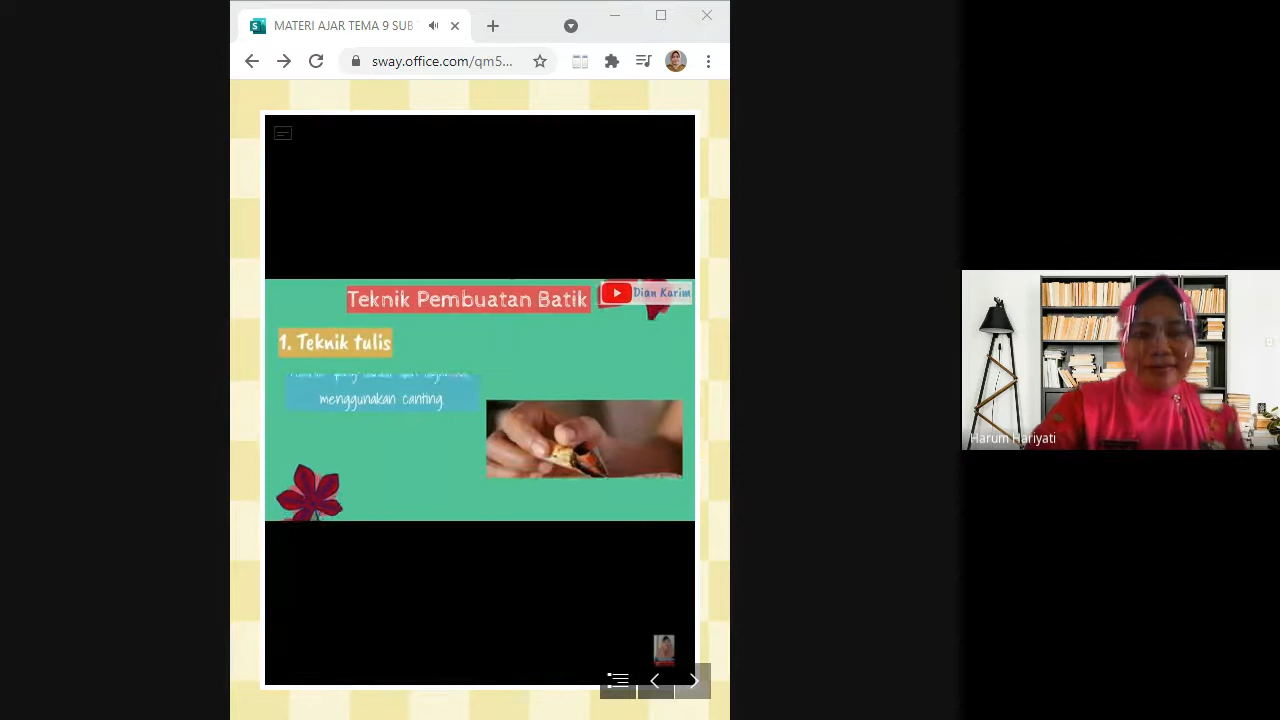 MATERI AJAR TEMA 9 SUB
sway.office.com/qm5...
Teknik Pembuatan Batik
Dian Karim
1. Teknik tulis
menggunakan canting.
Harum Hariyati